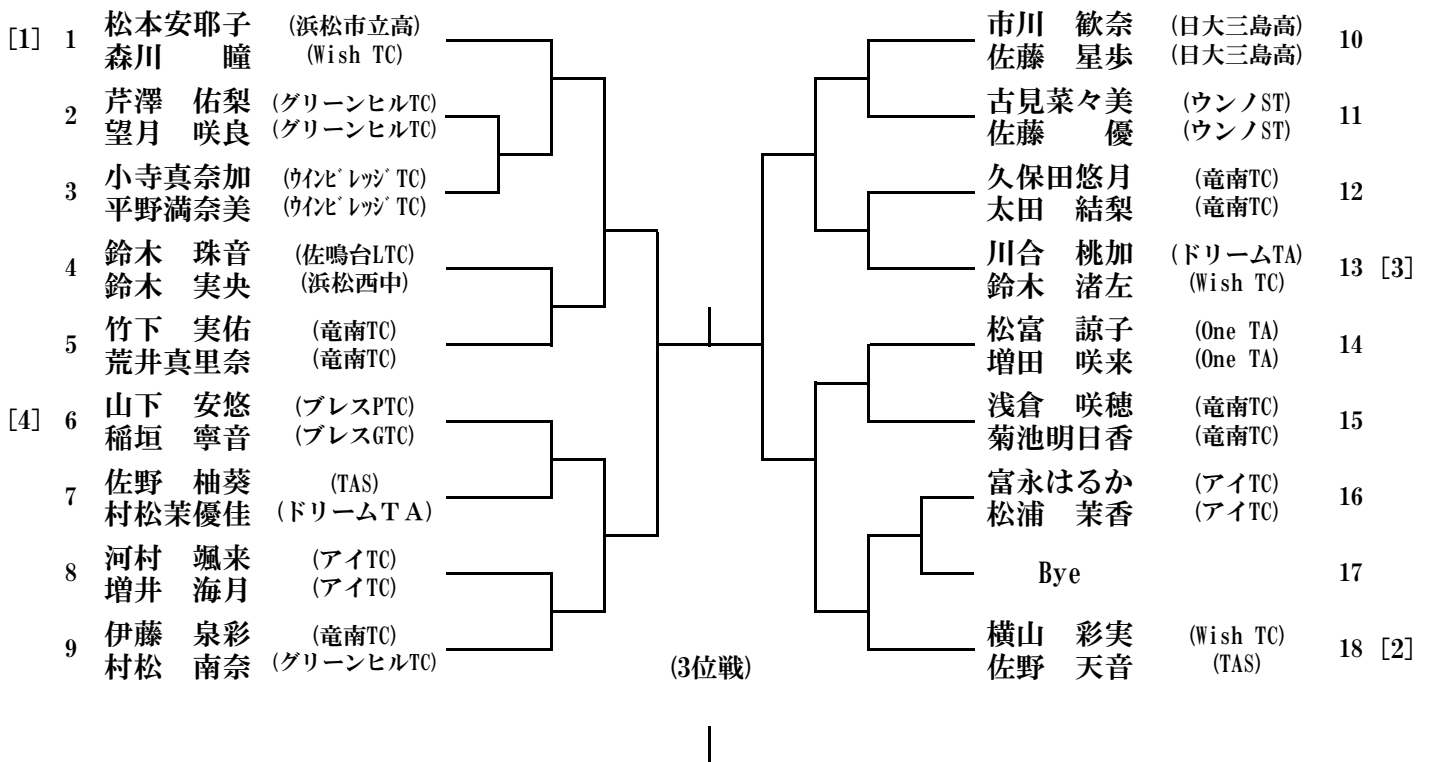 [1] 1 松本安耶子 (浜松市立高)
森川　　瞳 (Wish TC)
2 芹澤　佑梨 (グリーンヒルTC)
望月　咲良 (グリーンヒルTC)
3 小寺真奈加 (ｳｲﾝﾋﾞﾚｯｼﾞTC)
平野満奈美 (ｳｲﾝﾋﾞﾚｯｼﾞTC)
4 鈴木　珠音 (佐鳴台LTC)
鈴木　実央 (浜松西中)
5 竹下　実佑 (竜南TC)
荒井真里奈 (竜南TC)
[4] 6 山下　安悠 (ブレスPTC)
稲垣　寧音 (ブレスGTC)
7 佐野　柚葵 (TAS)
村松茉優佳 (ドリームＴＡ)
8 河村　颯来 (アイTC)
増井　海月 (アイTC)
9 伊藤　泉彩 (竜南TC)
村松　南奈 (グリーンヒルTC)
(3位戦)
市川　歓奈 (日大三島高) 10
佐藤　星歩 (日大三島高)
古見菜々美 (ウンノST) 11
佐藤　　優 (ウンノST)
久保田悠月 (竜南TC) 12
太田　結梨 (竜南TC)
川合　桃加 (ドリームTA) 13 [3]
鈴木　渚左 (Wish TC)
松富　諒子 (One TA) 14
増田　咲来 (One TA)
浅倉　咲穂 (竜南TC) 15
菊池明日香 (竜南TC)
富永はるか (アイTC) 16
松浦　茉香 (アイTC)
Bye 17
横山　彩実 (Wish TC) 18 [2]
佐野　天音 (TAS)